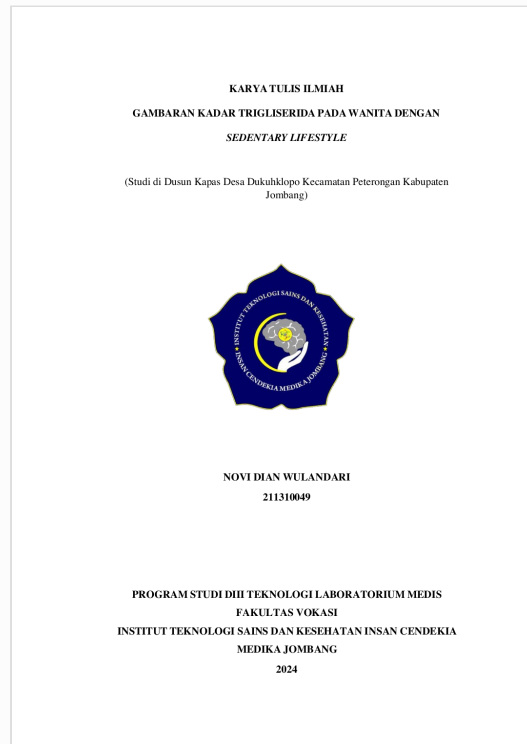 KARYA TULIS ILMIAH
GAMBARAN KADAR TRIGLISERIDA PADA WANITA DENGAN
SEDENTARY LIFESTYLE
(Studi di Dusun Kapas Desa Dukuhklopo Kecamatan Peterongan Kabupaten
Jombang)
INSTITUT TEKNOLOGI SAINS DAN KESEHATAN
INSAN CENDEKIA MEDIKA JOMBANG
NOVI DIAN WULANDARI
211310049
PROGRAM STUDI DIII TEKNOLOGI LABORATORIUM MEDIS
FAKULTAS VOKASI
INSTITUT TEKNOLOGI SAINS DAN KESEHATAN INSAN CENDEKIA
MEDIKA JOMBANG
2024